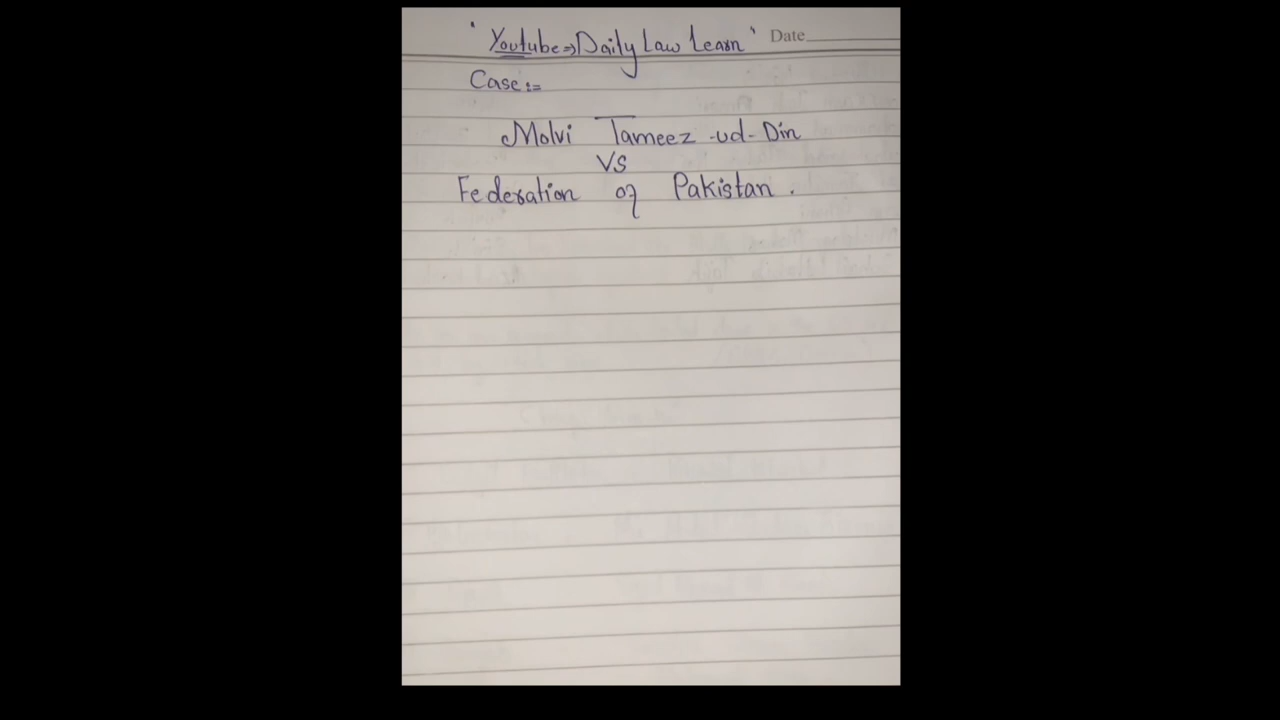 'Youtube⇒Daily Law Learn' Date
Case:=
Molvi Tameez-ud-Din
VS
Federation of Pakistan.